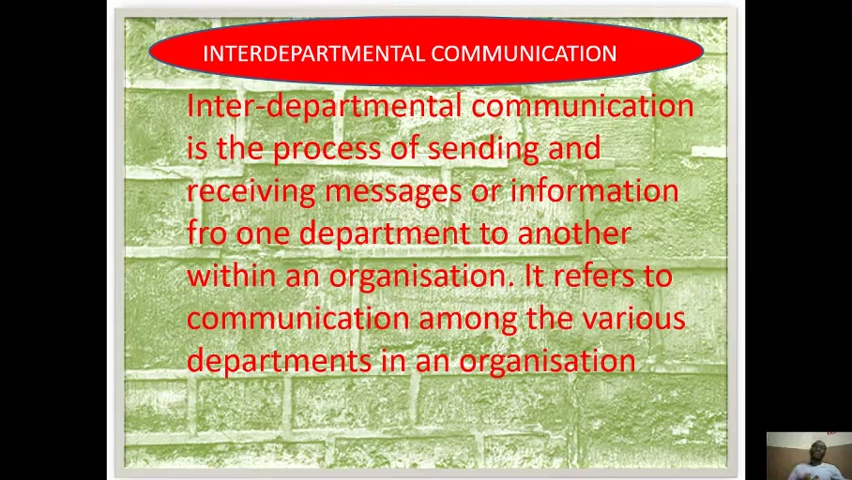 INTERDEPARTMENTAL COMMUNICATION
Inter-departmental communication
is the process of sending and
receiving messages or information
fro one department to another
within an organisation. It refers to
communication among the various
departments in an organisation